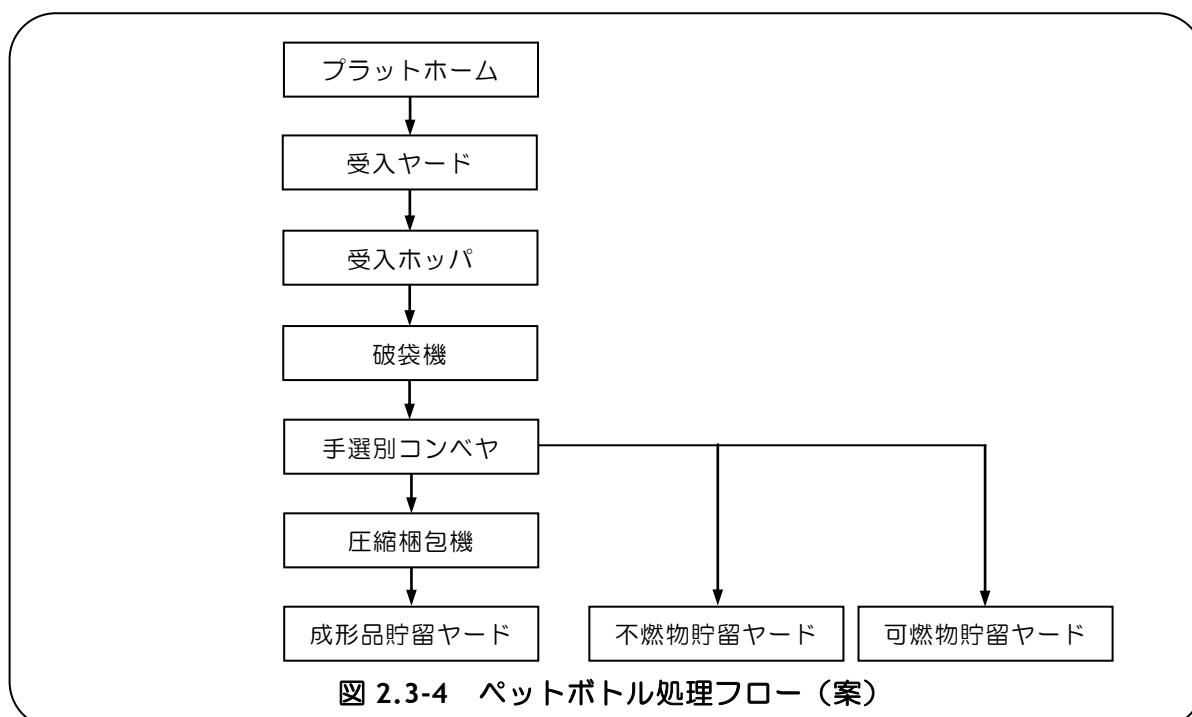 プラットホーム
受入ヤード
受入ホッパ
破袋機
手選別コンベヤ
圧縮梱包機
成形品貯留ヤード
不燃物貯留ヤード
可燃物貯留ヤード
図 2.3-4 ペットボトル処理フロー（案）